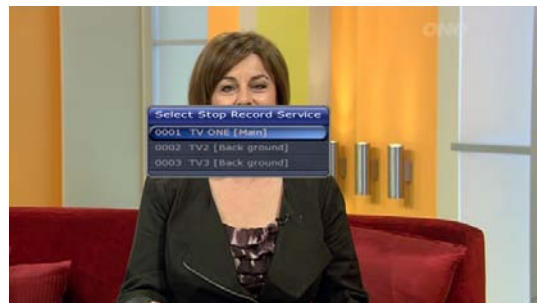 ONE
Select Stop Record Service
0001 TV ONE [Main]
0002 TV2 [Back ground]
0003 TV3 [Back ground]